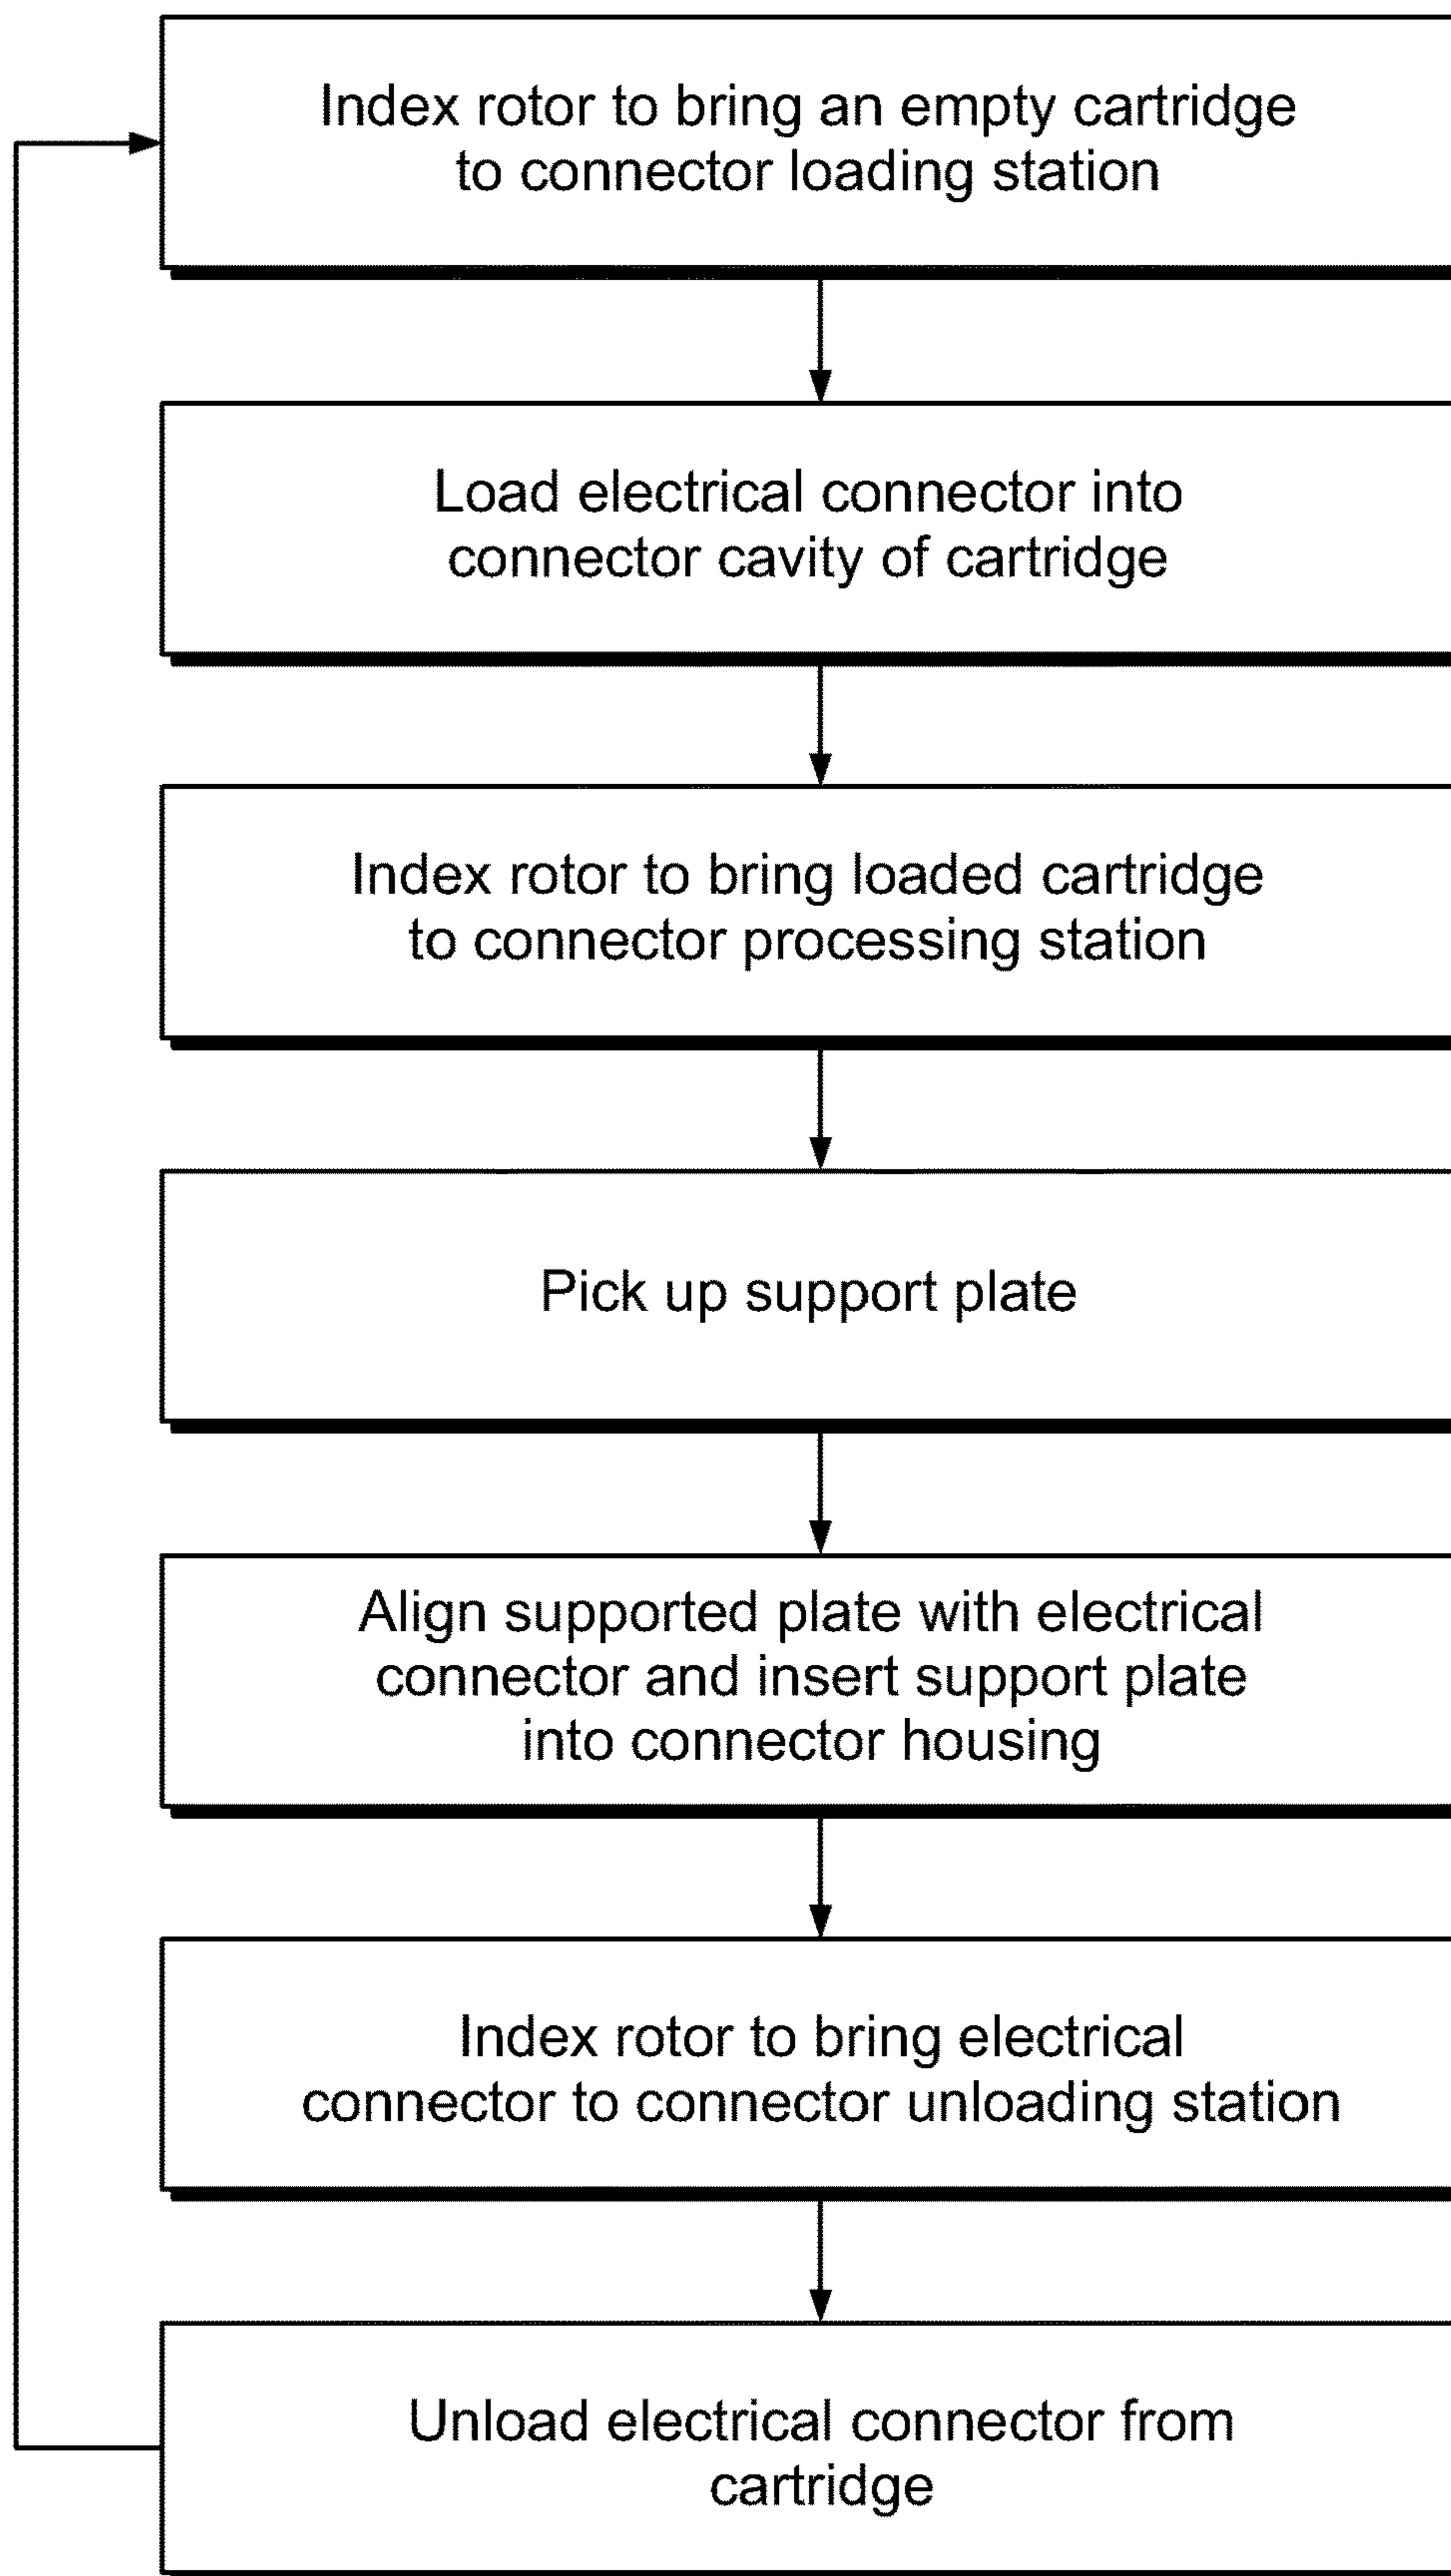 Index rotor to bring an empty cartridge
to connector loading station
Load electrical connector into
connector cavity of cartridge
Index rotor to bring loaded cartridge
to connector processing station
Pick up support plate
Align supported plate with electrical
connector and insert support plate
into connector housing
Index rotor to bring electrical
connector to connector unloading station
Unload electrical connector from
cartridge